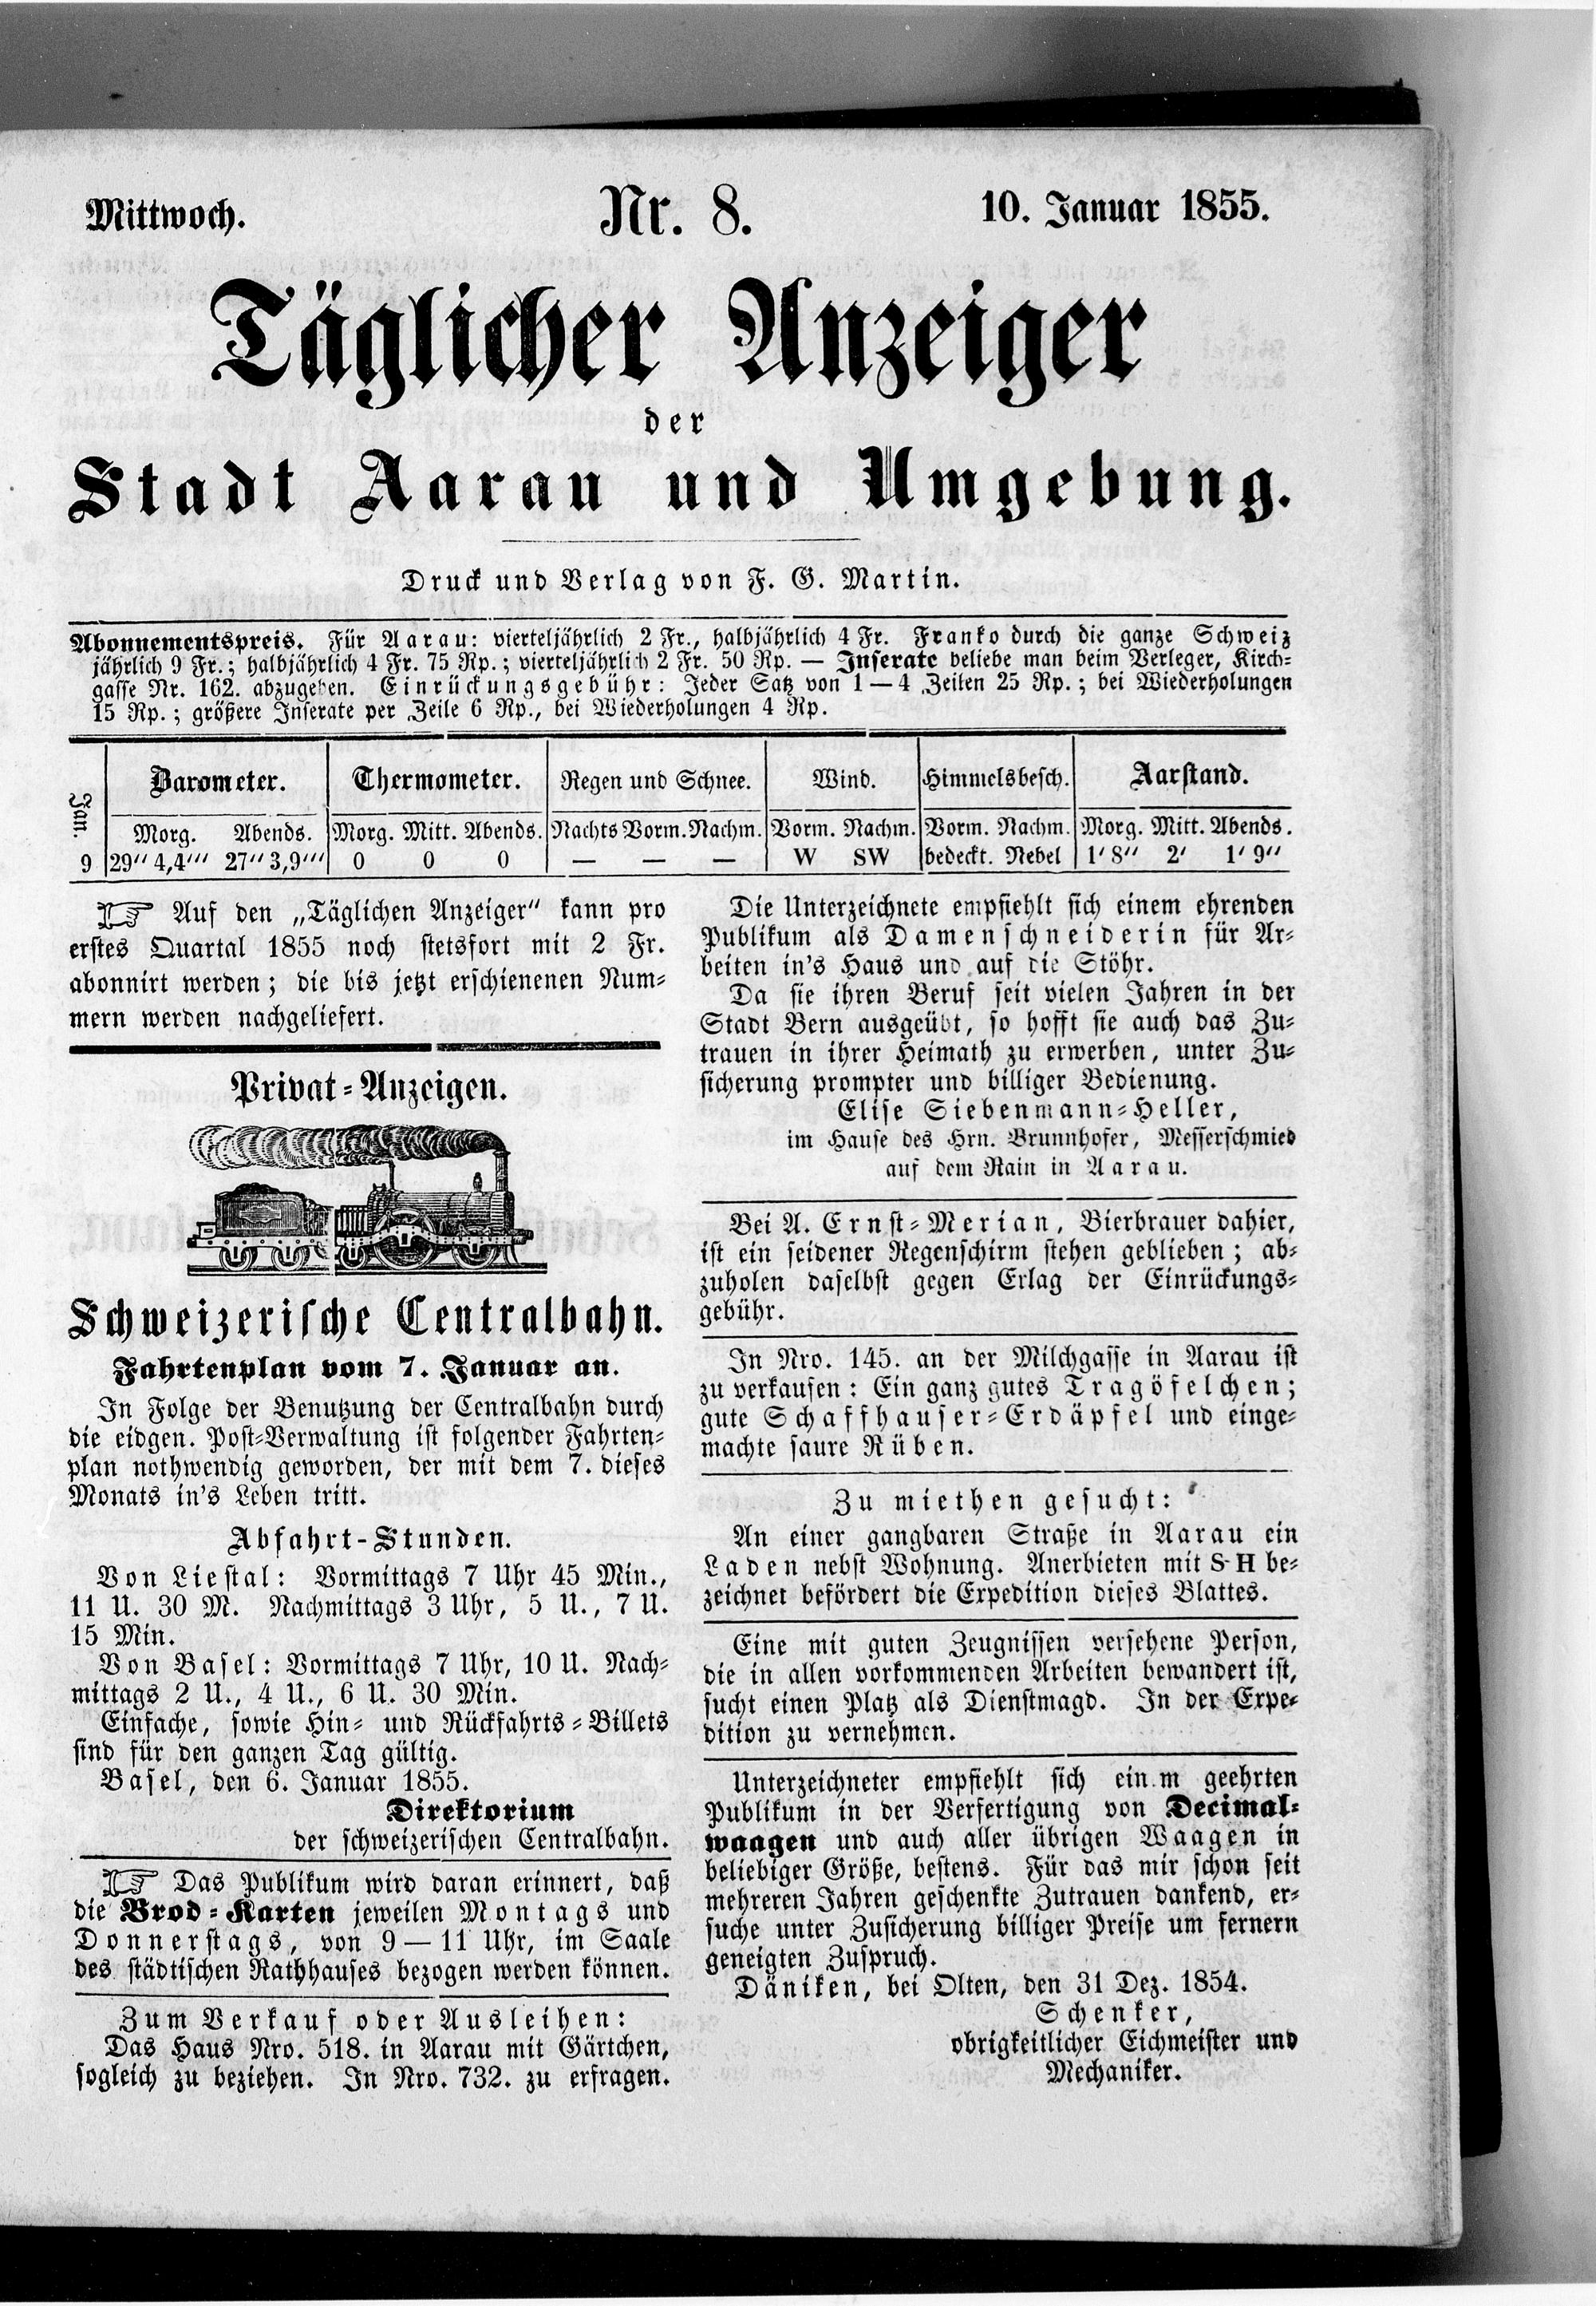 Mittwoch.
Nr. 8.
10. Januar 1855.
Täglicher Anzeiger
der
Stadt Aarau und Umgebung.
Druck und Verlag von F. G. Martin.
Abonnementspreis. Für Aarau: vierteljährlich 2 Fr., halbjährlich 4 Fr. Franko durch die ganze Schweiz
jährlich 9 Fr.; halbjährlich 4 Fr. 75 Rp.; vierteljährlich 2 Fr. 50 Rp. — Inserate beliebe man beim Verleger, Kirch-
gasse Nr. 162. abzugeben. Einrückungsgebühr: Jeder Satz von 1—4 Zeilen 25 Rp.; bei Wiederholungen
15 Rp.; größere Inserate per Zeile 6 Rp., bei Wiederholungen 4 Rp.
Jan. Barometer. Thermometer. Regen und Schnee. Wind. Himmelsbesch. Aarstand.
Morg. Abends. Morg. Mitt. Abends. Nachts Vorm. Nachm. Vorm. Nachm. Vorm. Nachm. Morg. Mitt. Abends.
9 29'' 4,4''' 27'' 3,9''' 0 0 0 — — — W SW bedeckt. Nebel 1' 8'' 2' 1' 9''
☞ Auf den „Täglichen Anzeiger“ kann pro
erstes Quartal 1855 noch stetsfort mit 2 Fr.
abonnirt werden; die bis jetzt erschienenen Num-
mern werden nachgeliefert.
Privat-Anzeigen.
Schweizerische Centralbahn.
Fahrtenplan vom 7. Januar an.
In Folge der Benutzung der Centralbahn durch
die eidgen. Post-Verwaltung ist folgender Fahrten-
plan nothwendig geworden, der mit dem 7. dieses
Monats in's Leben tritt.
Abfahrt-Stunden.
Von Liestal: Vormittags 7 Uhr 45 Min.,
11 U. 30 M. Nachmittags 3 Uhr, 5 U., 7 U.
15 Min.
Von Basel: Vormittags 7 Uhr, 10 U. Nach-
mittags 2 U., 4 U., 6 U. 30 Min.
Einfache, sowie Hin- und Rückfahrts-Billets
sind für den ganzen Tag gültig.
Basel, den 6. Januar 1855.
Direktorium
der schweizerischen Centralbahn.
☞ Das Publikum wird daran erinnert, daß
die Brod-Karten jeweilen Montags und
Donnerstags, von 9—11 Uhr, im Saale
des städtischen Rathhauses bezogen werden können.
Zum Verkauf oder Ausleihen:
Das Haus Nro. 518. in Aarau mit Gärtchen,
sogleich zu beziehen. In Nro. 732. zu erfragen.
Die Unterzeichnete empfiehlt sich einem ehrenden
Publikum als Damenschneiderin für Ar-
beiten in's Haus und auf die Stöhr.
Da sie ihren Beruf seit vielen Jahren in der
Stadt Bern ausgeübt, so hofft sie auch das Zu-
trauen in ihrer Heimath zu erwerben, unter Zu-
sicherung prompter und billiger Bedienung.
Elise Siebenmann-Heller,
im Hause des Hrn. Brunnhofer, Messerschmied
auf dem Rain in Aarau.
Bei A. Ernst-Merian, Bierbrauer dahier,
ist ein seidener Regenschirm stehen geblieben; ab-
zuholen daselbst gegen Erlag der Einrückungs-
gebühr.
In Nro. 145. an der Milchgasse in Aarau ist
zu verkaufen: Ein ganz gutes Tragöfelchen;
gute Schaffhauser-Erdäpfel und einge-
machte saure Rüben.
Zu miethen gesucht:
An einer gangbaren Straße in Aarau ein
Laden nebst Wohnung. Anerbieten mit S H be-
zeichnet befördert die Expedition dieses Blattes.
Eine mit guten Zeugnissen versehene Person,
die in allen vorkommenden Arbeiten bewandert ist,
sucht einen Platz als Dienstmagd. In der Expe-
dition zu vernehmen.
Unterzeichneter empfiehlt sich ein.m geehrten
Publikum in der Verfertigung von Decimal-
waagen und auch aller übrigen Waagen in
beliebiger Größe, bestens. Für das mir schon seit
mehreren Jahren geschenkte Zutrauen dankend, er-
suche unter Zusicherung billiger Preise um fernern
geneigten Zuspruch.
Däniken, bei Olten, den 31 Dez. 1854.
Schenker,
obrigkeitlicher Eichmeister und
Mechaniker.